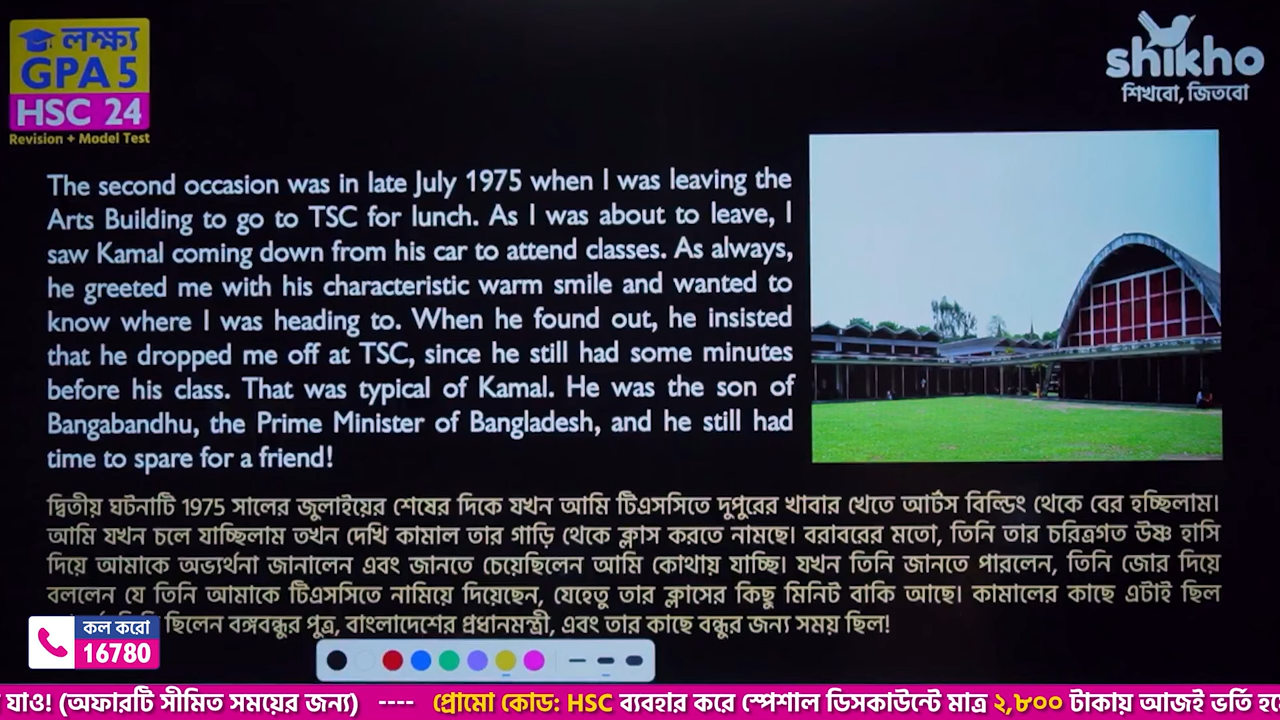 লক্ষ্য
GPA 5
HSC 24
Revision + Model Test
shikho
শিখবো, জিতবো
The second occasion was in late July 1975 when I was leaving the
Arts Building to go to TSC for lunch. As I was about to leave, I
saw Kamal coming down from his car to attend classes. As always,
he greeted me with his characteristic warm smile and wanted to
know where I was heading to. When he found out, he insisted
that he dropped me off at TSC, since he still had some minutes
before his class. That was typical of Kamal. He was the son of
Bangabandhu, the Prime Minister of Bangladesh, and he still had
time to spare for a friend!
দ্বিতীয় ঘটনাটি 1975 সালের জুলাইয়ের শেষের দিকে যখন আমি টিএসসিতে দুপুরের খাবার খেতে আর্টস বিল্ডিং থেকে বের হচ্ছিলাম।
আমি যখন চলে যাচ্ছিলাম তখন দেখি কামাল তার গাড়ি থেকে ক্লাস করতে নামছে। বরাবরের মতো, তিনি তার চরিত্রগত উষ্ণ হাসি
দিয়ে আমাকে অভ্যর্থনা জানালেন এবং জানতে চেয়েছিলেন আমি কোথায় যাচ্ছি। যখন তিনি জানতে পারলেন, তিনি জোর দিয়ে
বললেন যে তিনি আমাকে টিএসসিতে নামিয়ে দিয়েছেন, যেহেতু তার ক্লাসের কিছু মিনিট বাকি আছে। কামালের কাছে এটাই ছিল
ছিলেন বঙ্গবন্ধুর পুত্র, বাংলাদেশের প্রধানমন্ত্রী, এবং তার কাছে বন্ধুর জন্য সময় ছিল!
কল করো
16780
যাও! (অফারটি সীমিত সময়ের জন্য) ---- প্রোমো কোড: HSC ব্যবহার করে স্পেশাল ডিসকাউন্টে মাত্র ২,৮০০ টাকায় আজই ভর্তি